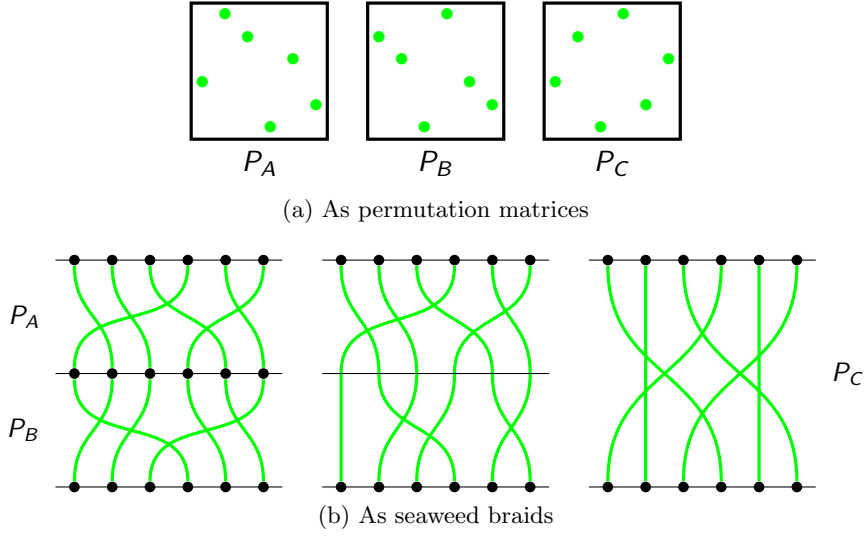 P_A P_B P_C
(a) As permutation matrices
P_A
P_C
P_B
(b) As seaweed braids